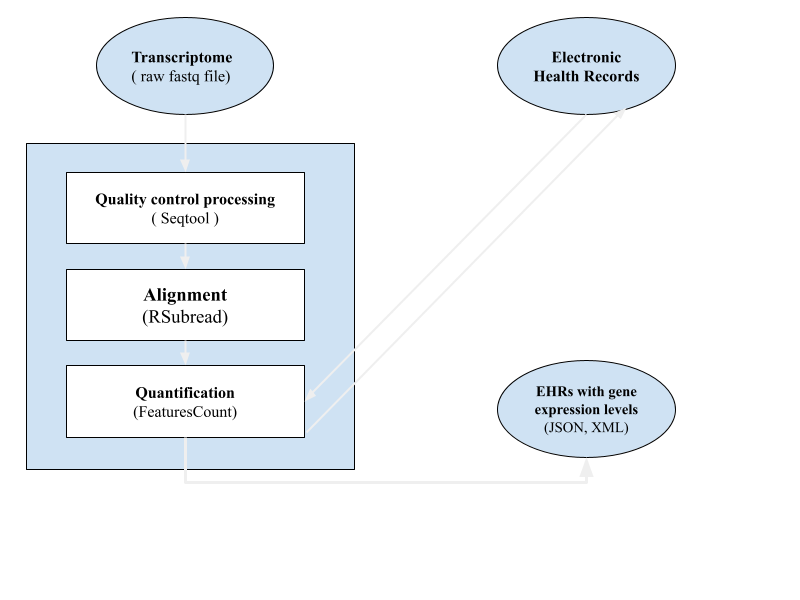 Transcriptome
( raw fastq file)
Electronic
Health Records
Quality control processing
( Seqtool )
Alignment
(RSubread)
Quantification
(FeaturesCount)
EHRs with gene
expression levels
(JSON, XML)